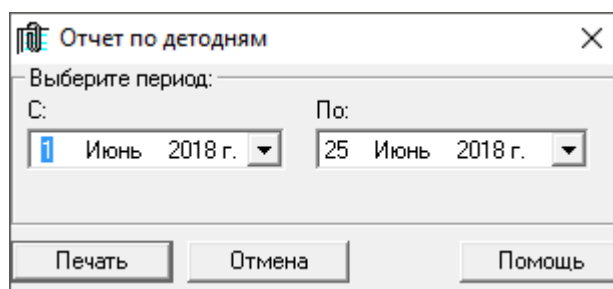 Отчет по детодням
Выберите период:
С: По:
1 Июнь 2018 г. 25 Июнь 2018 г.
Печать Отмена Помощь